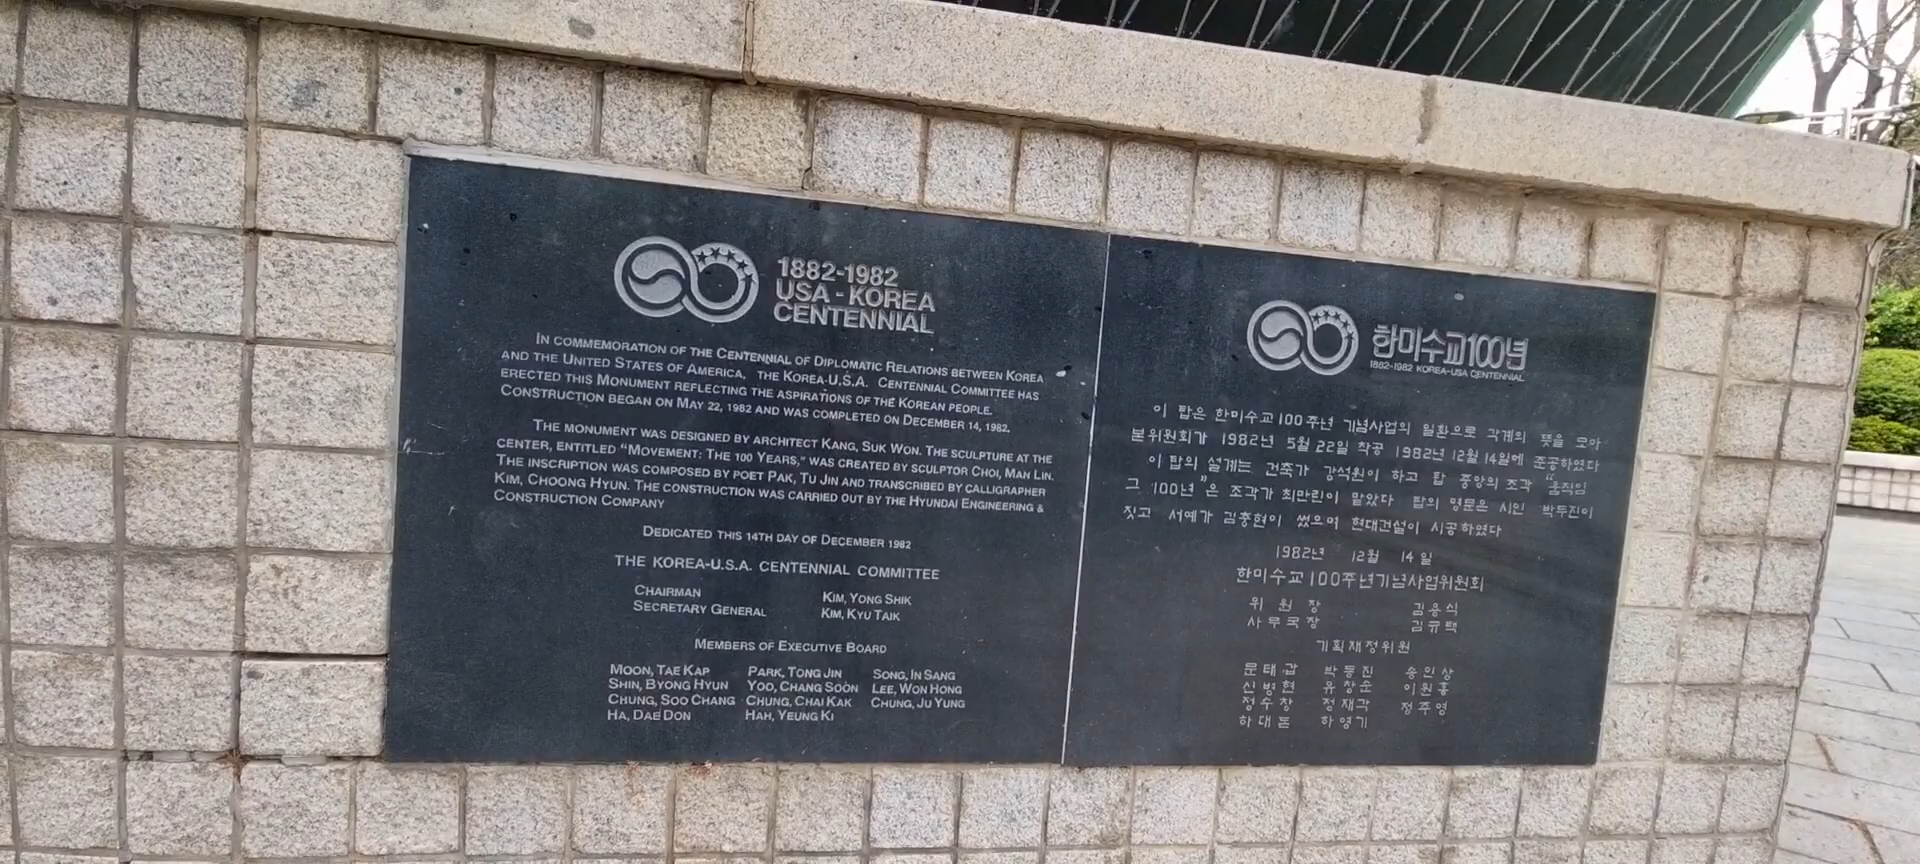 1882-1982
USA - KOREA
CENTENNIAL
IN COMMEMORATION OF THE CENTENNIAL OF DIPLOMATIC RELATIONS BETWEEN KOREA
AND THE UNITED STATES OF AMERICA, THE KOREA-U.S.A. CENTENNIAL COMMITTEE HAS
ERECTED THIS MONUMENT REFLECTING THE ASPIRATIONS OF THE KOREAN PEOPLE.
CONSTRUCTION BEGAN ON MAY 22, 1982 AND WAS COMPLETED ON DECEMBER 14, 1982.
THE MONUMENT WAS DESIGNED BY ARCHITECT KANG, SUK WON. THE SCULPTURE AT THE
CENTER, ENTITLED "MOVEMENT: THE 100 YEARS," WAS CREATED BY SCULPTOR CHOI, MAN LIN.
THE INSCRIPTION WAS COMPOSED BY POET PAK, TU JIN AND TRANSCRIBED BY CALLIGRAPHER
KIM, CHOONG HYUN. THE CONSTRUCTION WAS CARRIED OUT BY THE HYUNDAI ENGINEERING &
CONSTRUCTION COMPANY
DEDICATED THIS 14TH DAY OF DECEMBER 1982
THE KOREA-U.S.A. CENTENNIAL COMMITTEE
CHAIRMAN KIM, YONG SHIK
SECRETARY GENERAL KIM, KYU TAIK
MEMBERS OF EXECUTIVE BOARD
MOON, TAE KAP PARK, TONG JIN SONG, IN SANG
SHIN, BYONG HYUN YOO, CHANG SOON LEE, WON HONG
CHUNG, SOO CHANG CHUNG, CHAI KAK CHUNG, JU YUNG
HA, DAE DON HAH, YEUNG KI
한미수교100년
1882-1982 KOREA-USA CENTENNIAL
이 탑은 한미수교100주년 기념사업의 일환으로 각계의 뜻을 모아
본위원회가 1982년 5월 22일 착공 1982년 12월 14일에 준공하였다
이 탑의 설계는 건축가 강석원이 하고 탑 중앙의 조각 "움직임
그 100년"은 조각가 최만린이 맡았다 탑의 명문은 시인 박두진이
짓고 서예가 김충현이 썼으며 현대건설이 시공하였다
1982년 12월 14일
한미수교100주년기념사업위원회
위 원 장 김용식
사무국장 김규택
기획재정위원
문태갑 박동진 송인상
신병현 유창순 이원홍
정수창 정재각 정주영
하대돈 하영기